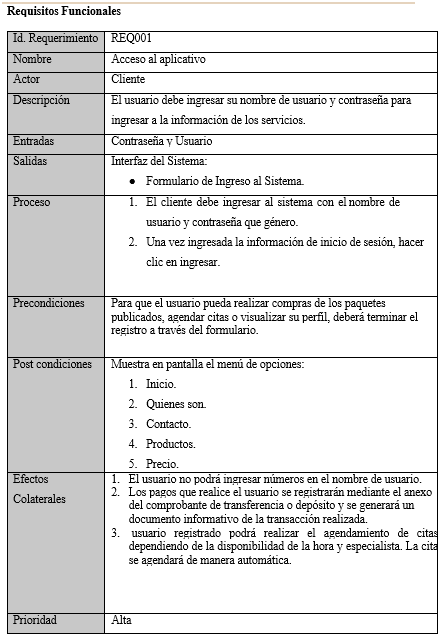 Requisitos Funcionales
Id. Requerimiento REQ001
Nombre Acceso al aplicativo
Actor Cliente
Descripción El usuario debe ingresar su nombre de usuario y contraseña para
ingresar a la información de los servicios.
Entradas Contraseña y Usuario
Salidas Interfaz del Sistema:
• Formulario de Ingreso al Sistema.
Proceso 1. El cliente debe ingresar al sistema con el nombre de
usuario y contraseña que género.
2. Una vez ingresada la información de inicio de sesión, hacer
clic en ingresar.
Precondiciones Para que el usuario pueda realizar compras de los paquetes
publicados, agendar citas o visualizar su perfil, deberá terminar el
registro a través del formulario.
Post condiciones Muestra en pantalla el menú de opciones:
1. Inicio.
2. Quienes son.
3. Contacto.
4. Productos.
5. Precio.
Efectos 1. El usuario no podrá ingresar números en el nombre de usuario.
Colaterales 2. Los pagos que realice el usuario se registrarán mediante el anexo
del comprobante de transferencia o depósito y se generará un
documento informativo de la transacción realizada.
3. usuario registrado podrá realizar el agendamiento de citas
dependiendo de la disponibilidad de la hora y especialista. La cita
se agendará de manera automática.
Prioridad Alta